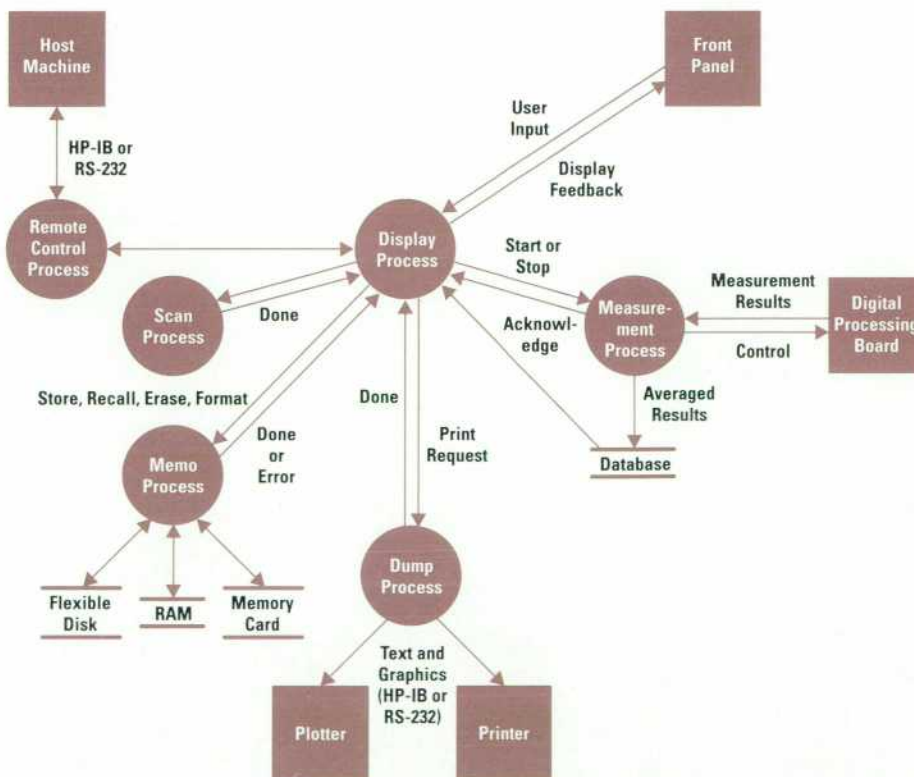 Host
Machine
Front
Panel
User
Input
HP-IB or
RS-232
Display
Feedback
Remote
Control
Process
Display
Process
Start or
Stop
Measurement
Results
Scan
Process
Done
Acknowl-
edge
Measure-
ment
Process
Digital
Processing
Board
Control
Store, Recall, Erase, Format
Done
Averaged
Results
Memo
Process
Done
or
Error
Print
Request
Database
Dump
Process
Flexible
Disk
RAM
Memory
Card
Text and
Graphics
(HP-IB or
RS-232)
Plotter
Printer